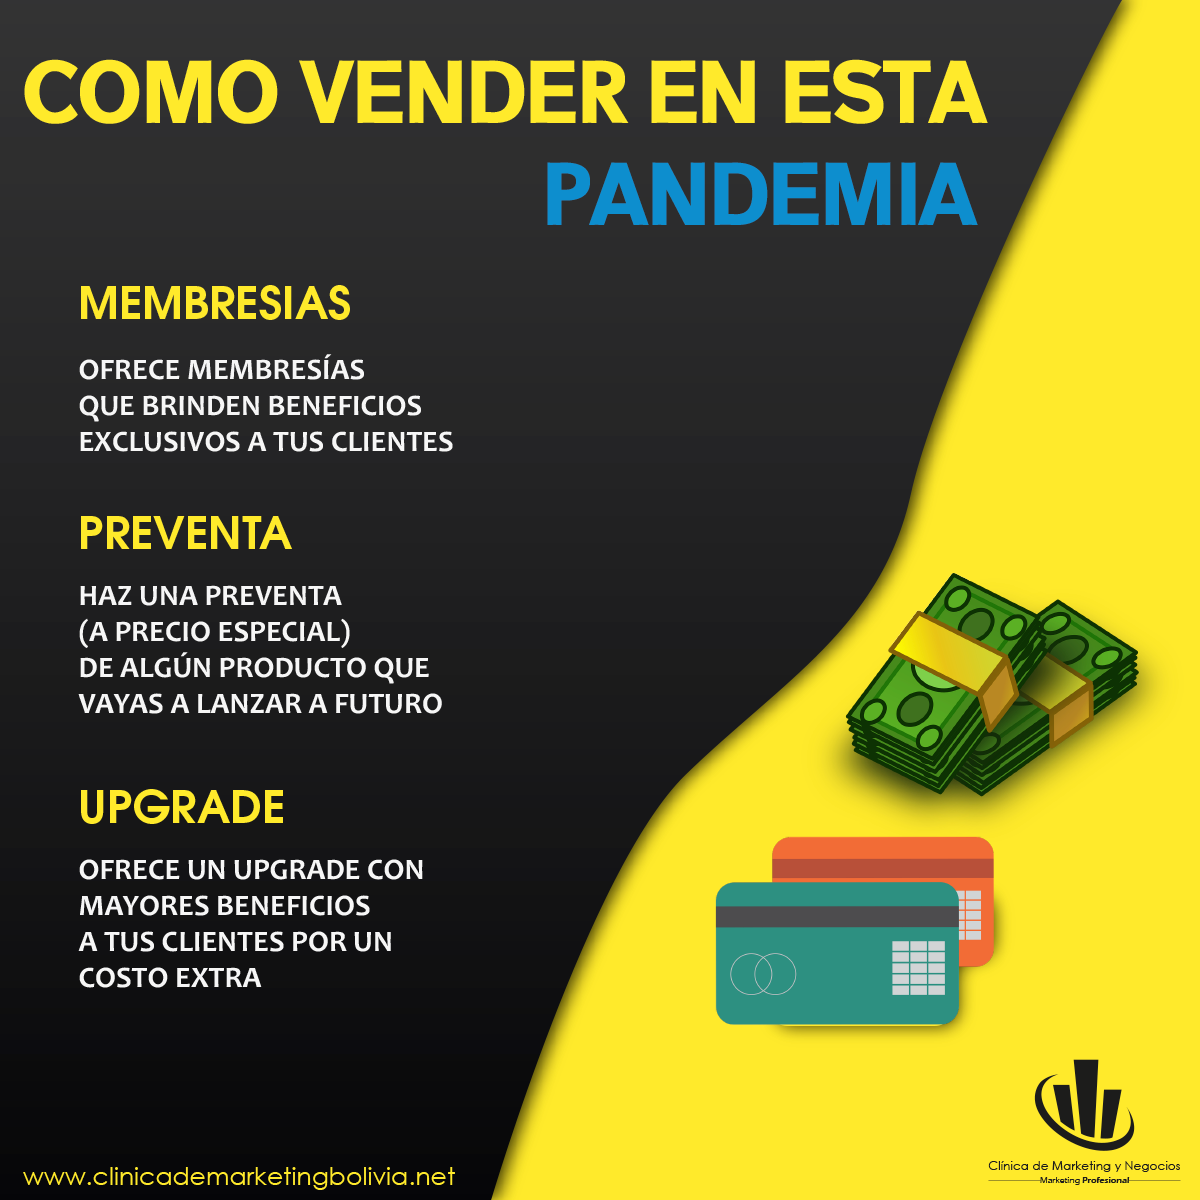 COMO VENDER EN ESTA
PANDEMIA
MEMBRESIAS
OFRECE MEMBRESÍAS
QUE BRINDEN BENEFICIOS
EXCLUSIVOS A TUS CLIENTES
PREVENTA
HAZ UNA PREVENTA
(A PRECIO ESPECIAL)
DE ALGÚN PRODUCTO QUE
VAYAS A LANZAR A FUTURO
UPGRADE
OFRECE UN UPGRADE CON
MAYORES BENEFICIOS
A TUS CLIENTES POR UN
COSTO EXTRA
www.clinicademarketingbolivia.net
Clínica de Marketing y Negocios
Marketing Profesional